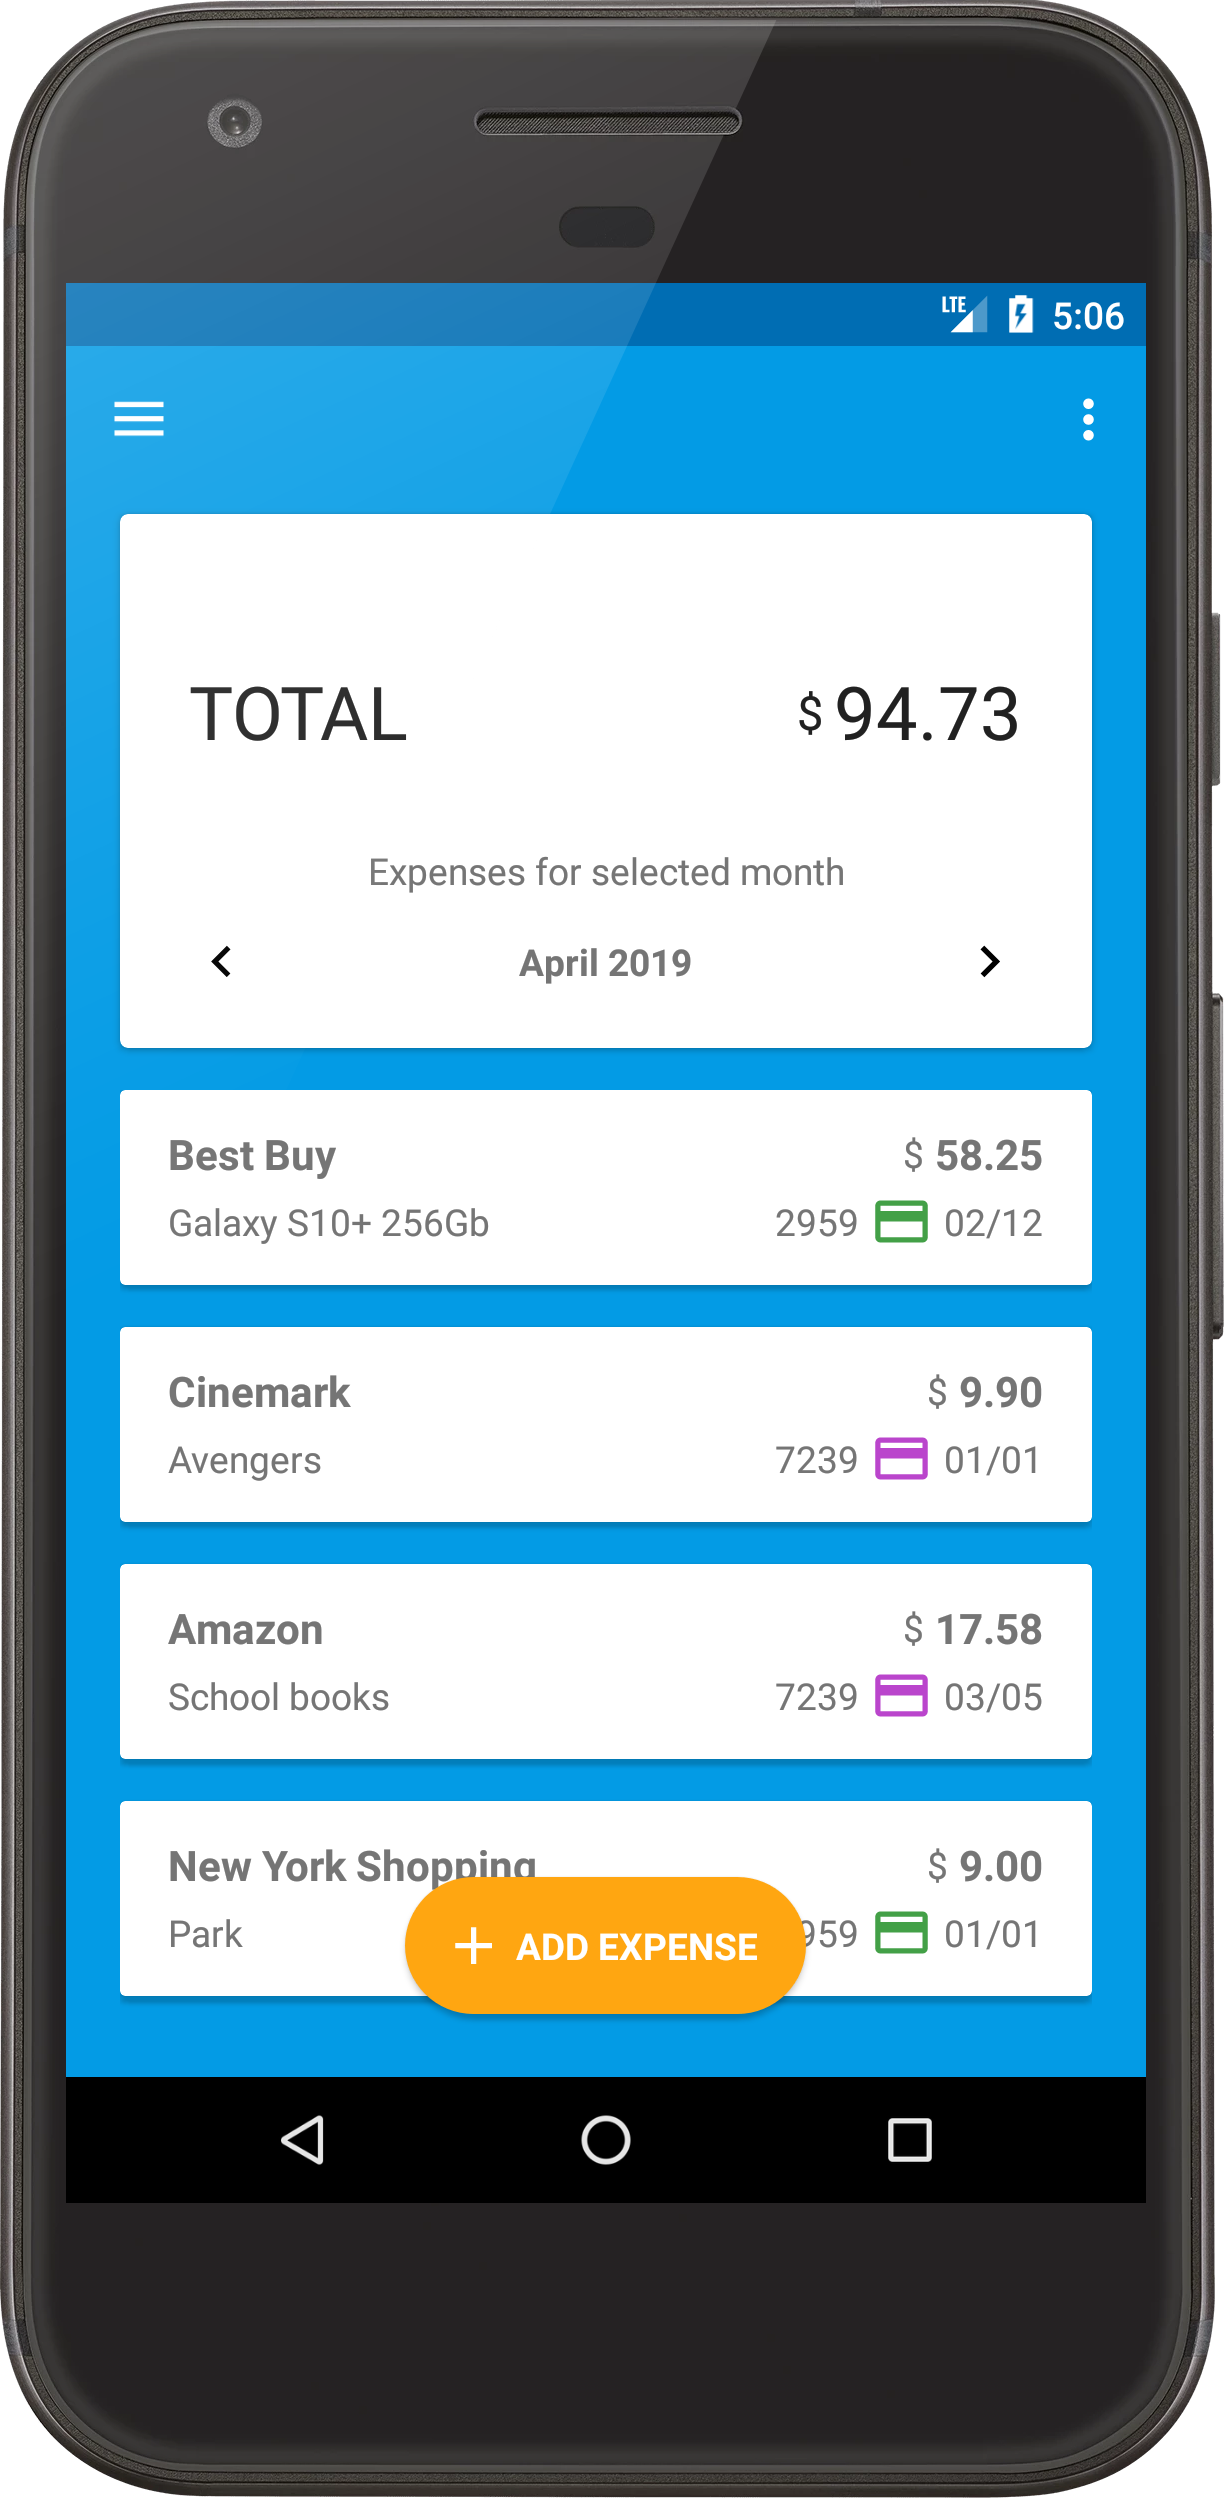 LTE 5:06
TOTAL $ 94.73
Expenses for selected month
April 2019
Best Buy $ 58.25
Galaxy S10+ 256Gb 2959 02/12
Cinemark $ 9.90
Avengers 7239 01/01
Amazon $ 17.58
School books 7239 03/05
New York Shopping $ 9.00
Park 959 01/01
+ ADD EXPENSE